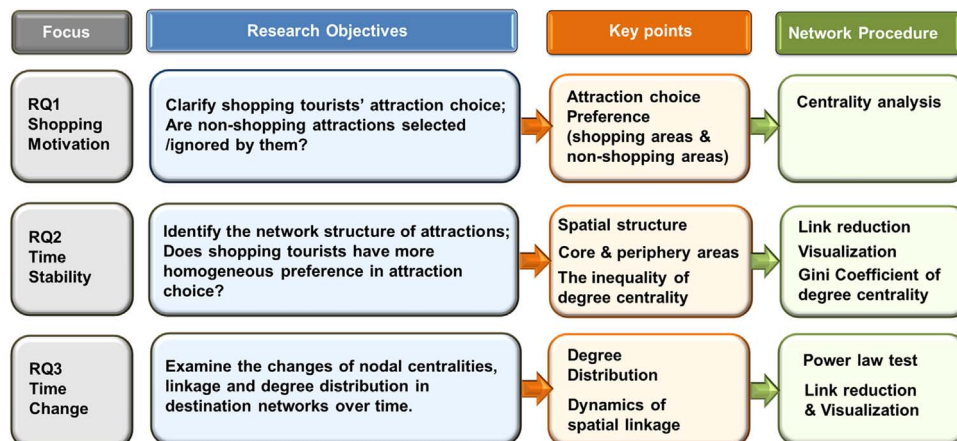 Focus
Research Objectives
Key points
Network Procedure
RQ1
Shopping
Motivation
Clarify shopping tourists' attraction choice;
Are non-shopping attractions selected
/ignored by them?
Attraction choice
Preference
(shopping areas &
non-shopping areas)
Centrality analysis
RQ2
Time
Stability
Identify the network structure of attractions;
Does shopping tourists have more
homogeneous preference in attraction
choice?
Spatial structure
Core & periphery areas
The inequality of
degree centrality
Link reduction
Visualization
Gini Coefficient of
degree centrality
RQ3
Time
Change
Examine the changes of nodal centralities,
linkage and degree distribution in
destination networks over time.
Degree
Distribution
Dynamics of
spatial linkage
Power law test
Link reduction
& Visualization